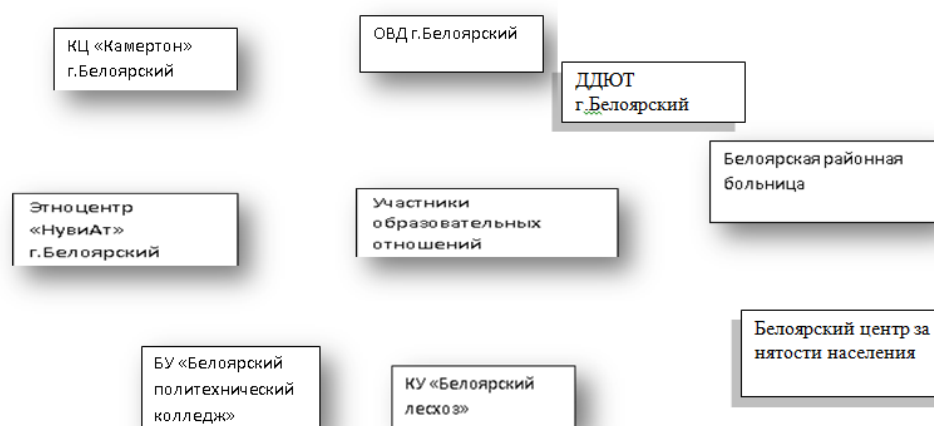 КЦ «Камертон»
г.Белоярский
ОВД г.Белоярский
ДДЮТ
г.Белоярский
Белоярская районная
больница
Этноцентр
«НувиАт»
г.Белоярский
Участники
образовательных
отношений
Белоярский центр за
нятости населения
БУ «Белоярский
политехнический
колледж»
КУ «Белоярский
лесхоз»